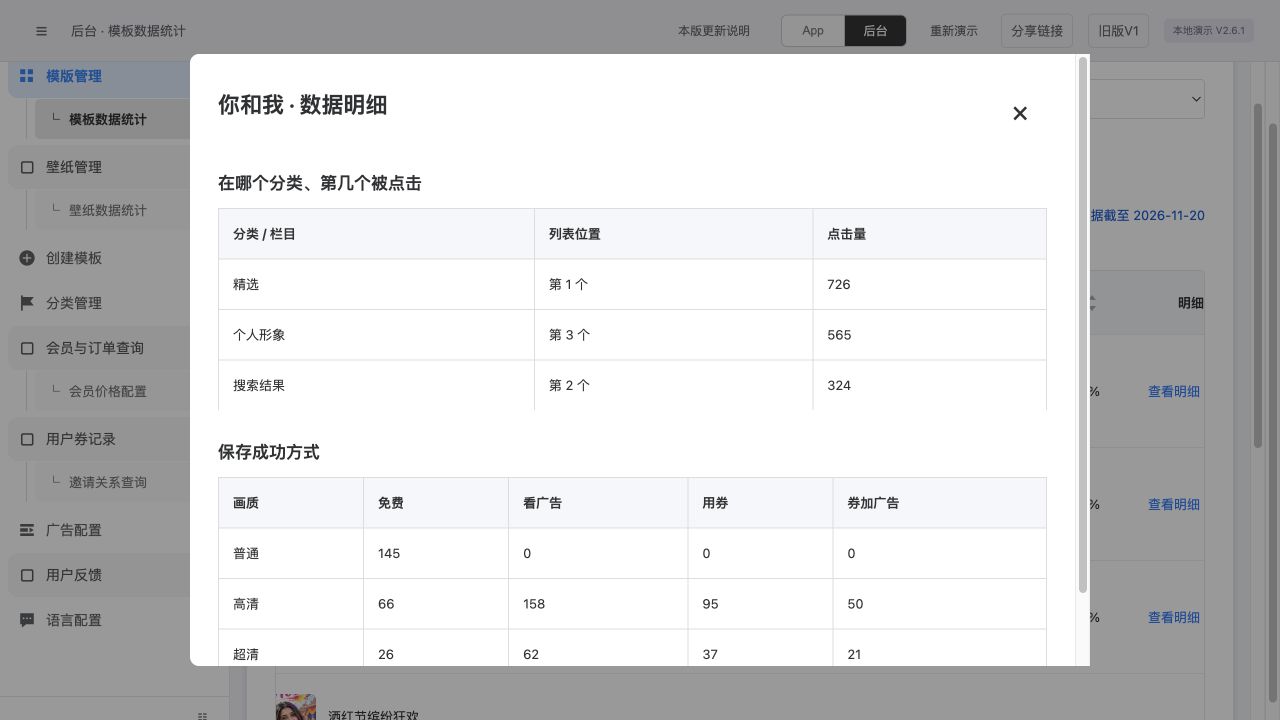 后台 · 模板数据统计
本版更新说明
App
后台
重新演示
分享链接
旧版V1
本地演示 V2.6.1
模版管理
模板数据统计
壁纸管理
壁纸数据统计
创建模板
分类管理
会员与订单查询
会员价格配置
用户券记录
邀请关系查询
广告配置
用户反馈
语言配置
你和我 · 数据明细
在哪个分类、第几个被点击
分类 / 栏目 列表位置 点击量
精选 第 1 个 726
个人形象 第 3 个 565
搜索结果 第 2 个 324
保存成功方式
画质 免费 看广告 用券 券加广告
普通 145 0 0 0
高清 66 158 95 50
超清 26 62 37 21
据截至 2026-11-20
明细
% 查看明细
% 查看明细
% 查看明细
洒红节缤纷狂欢